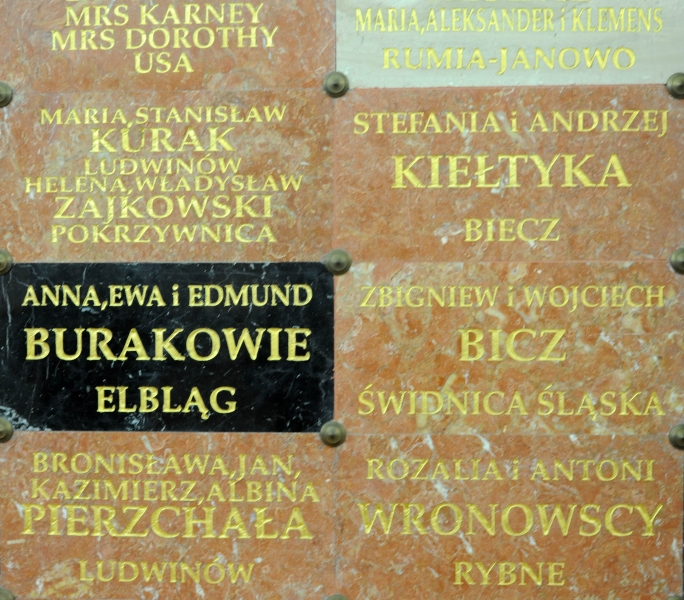 MRS KARNEY
MRS DOROTHY
USA
MARIA,ALEKSANDER i KLEMENS
RUMIA-JANOWO
MARIA,STANISŁAW
KURAK
LUDWINÓW
HELENA,WŁADYSŁAW
ZAJKOWSKI
POKRZYWNICA
STEFANIA i ANDRZEJ
KIEŁTYKA
BIECZ
ANNA,EWA i EDMUND
BURAKOWIE
ELBLĄG
ZBIGNIEW i WOJCIECH
BICZ
ŚWIDNICA ŚLĄSKA
BRONISŁAWA,JAN,
KAZIMIERZ,ALBINA
PIERZCHAŁA
LUDWINÓW
ROZALIA i ANTONI
WRONOWSCY
RYBNE